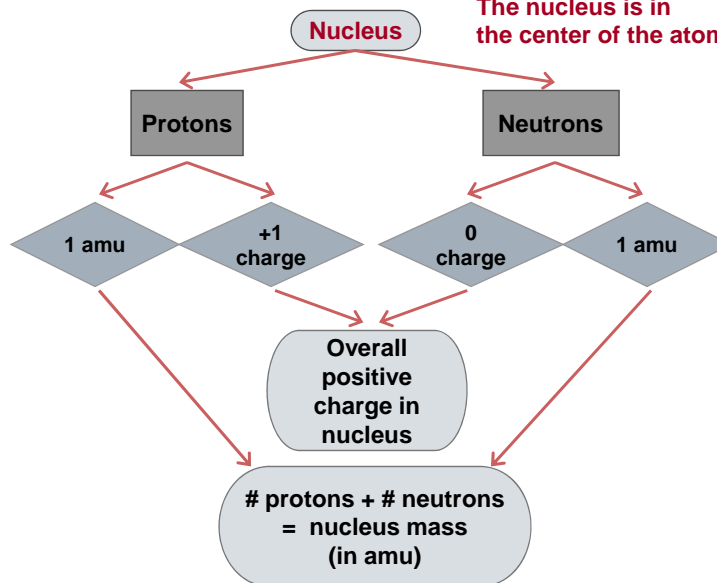 The nucleus is in
the center of the atom
Nucleus
Protons
Neutrons
1 amu
+1
charge
0
charge
1 amu
Overall
positive
charge in
nucleus
# protons + # neutrons
= nucleus mass
(in amu)